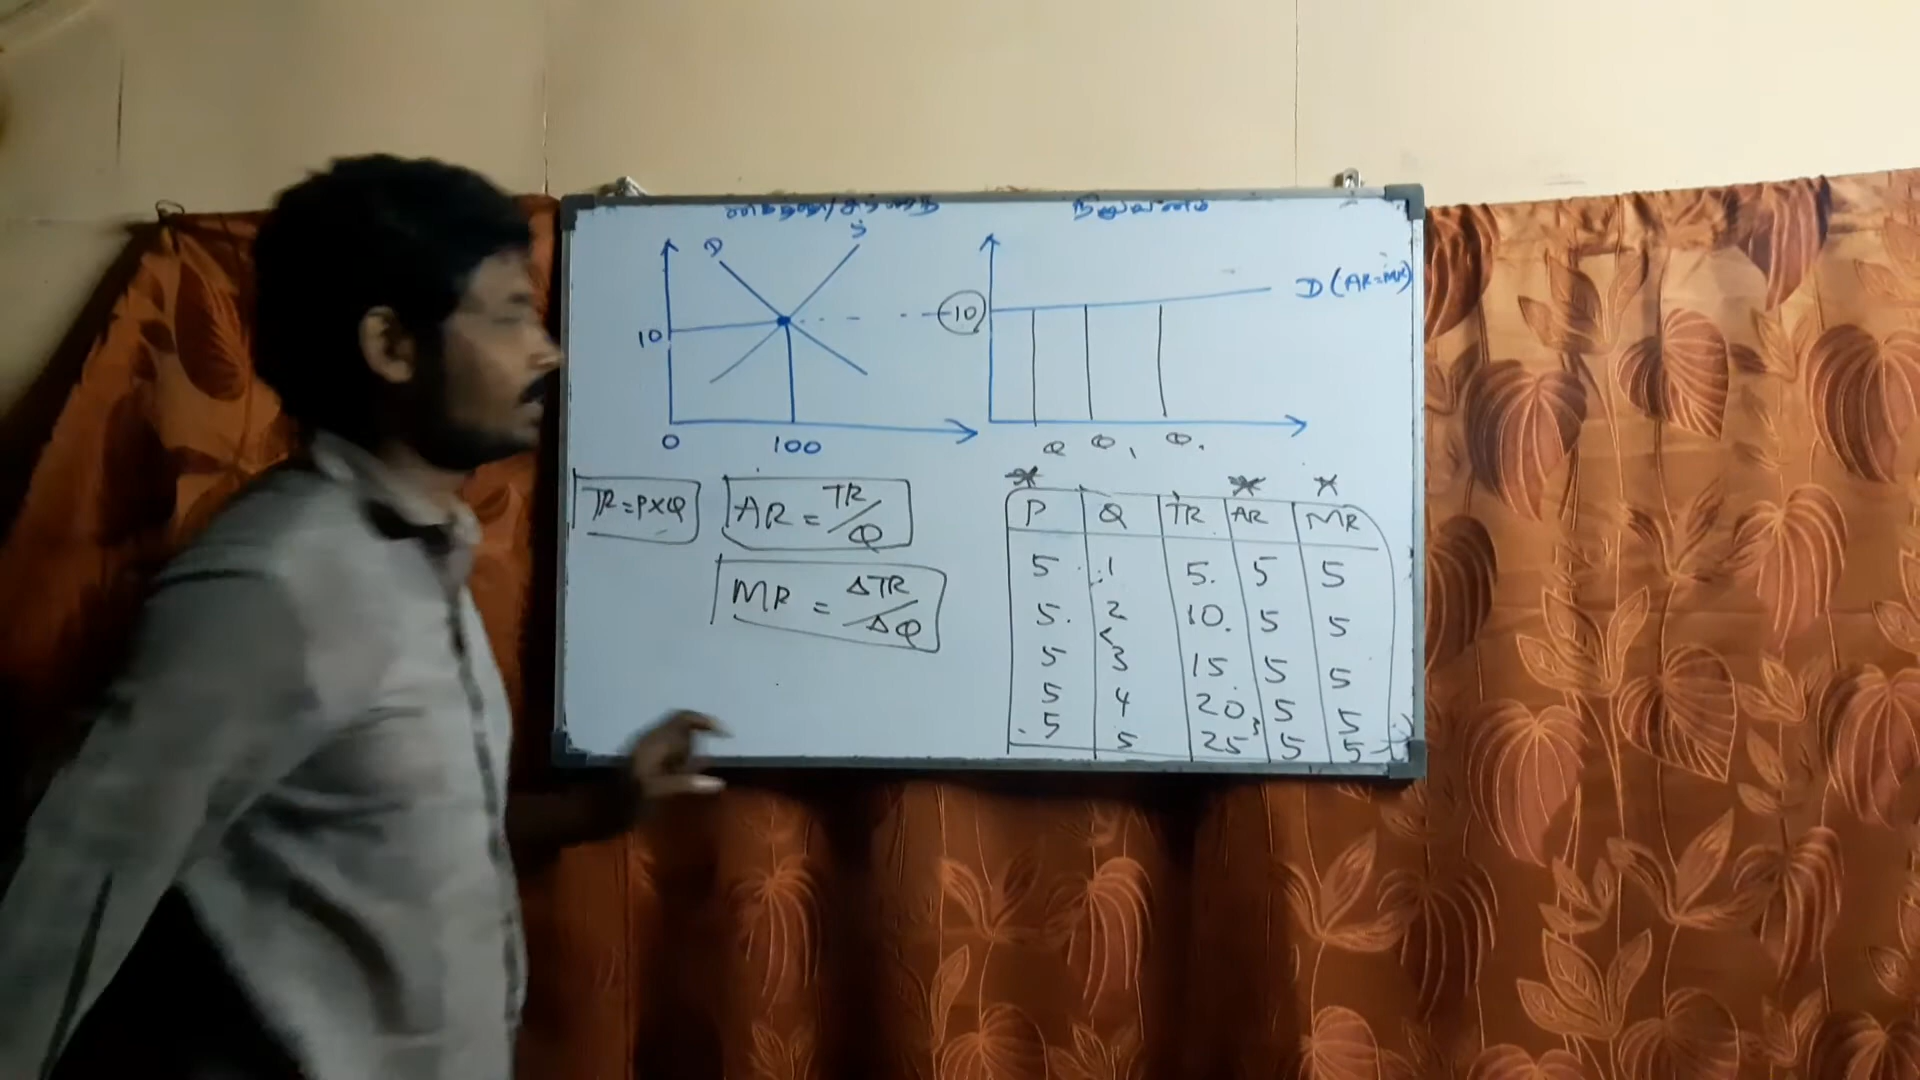 நிறுவனம்
D S
10
0 100
10
D (AR=MR)
Q Q1 Q.
TR = P×Q
AR = TR/Q
MR = ΔTR/ΔQ
P Q TR AR MR
5 1 5. 5 5
5. 2 10. 5 5
5 3 15 5 5
5 4 20 5 5
5 5 25 5 5